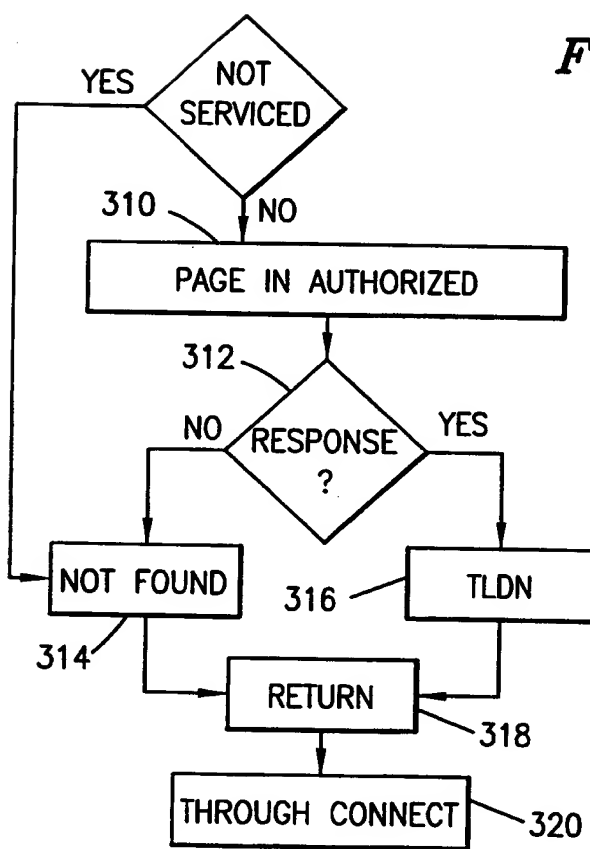 F
YES
NOT
SERVICED
310
NO
PAGE IN AUTHORIZED
312
NO
RESPONSE
?
YES
NOT FOUND
314
316
TLDN
RETURN
318
THROUGH CONNECT
320